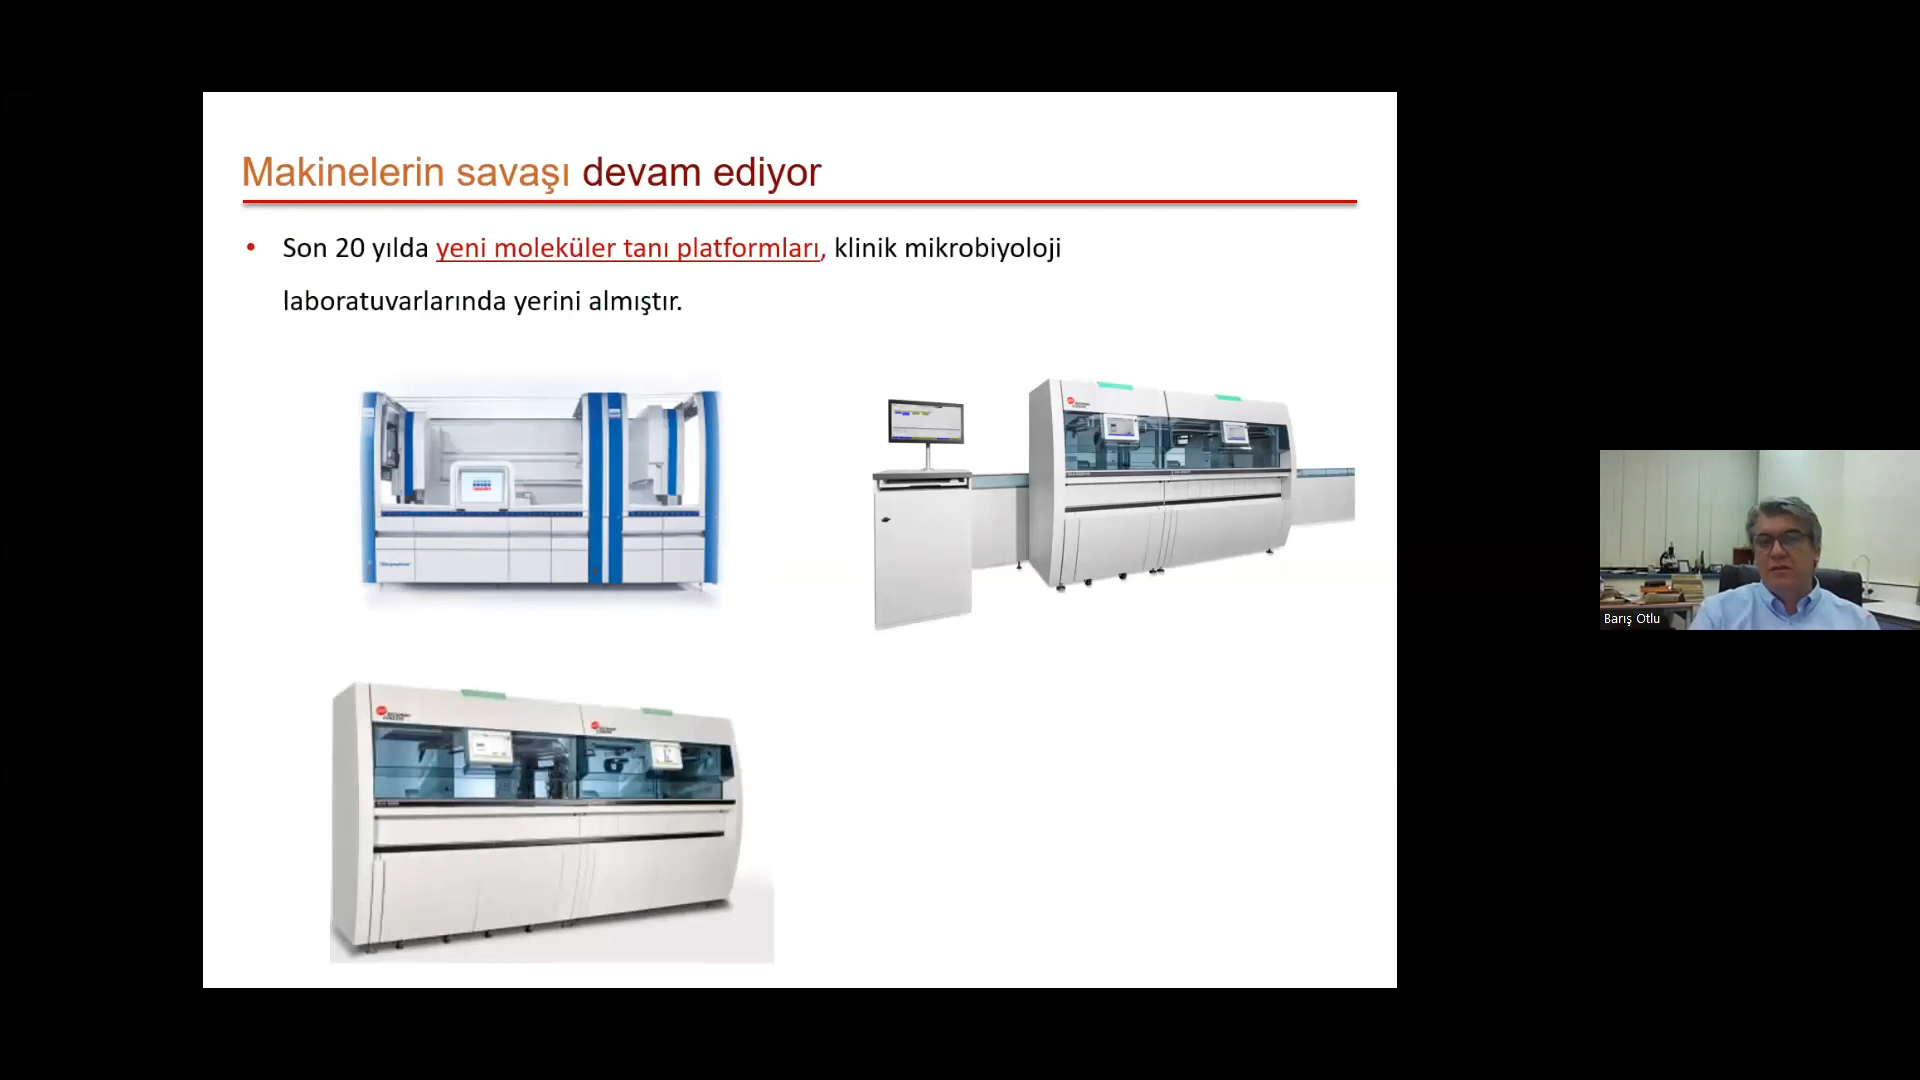 Makinelerin savaşı devam ediyor
• Son 20 yılda yeni moleküler tanı platformları, klinik mikrobiyoloji
laboratuvarlarında yerini almıştır.
Barış Otlu